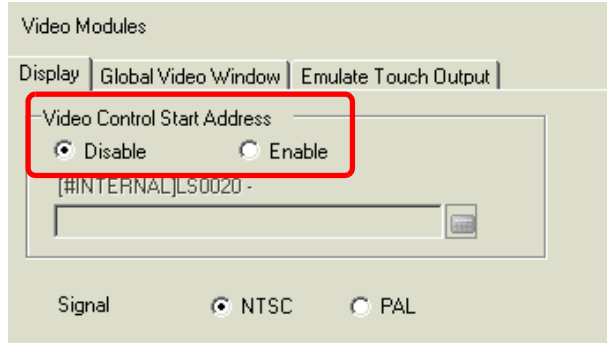 Video Modules
Display Global Video Window Emulate Touch Output
Video Control Start Address
Disable Enable
[#INTERNAL]LS0020 -
Signal NTSC PAL